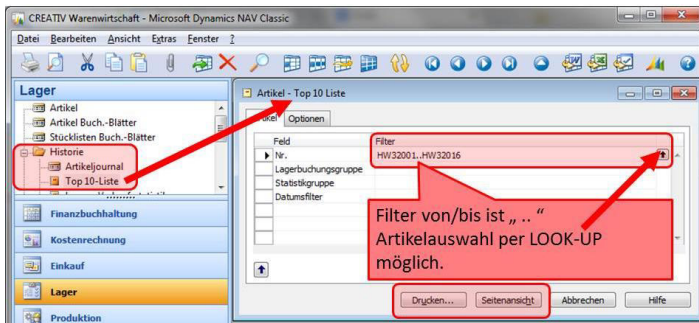 CREATIV Warenwirtschaft - Microsoft Dynamics NAV Classic
Datei Bearbeiten Ansicht Extras Fenster ?
Lager
Artikel
Artikel Buch.-Blätter
Stücklisten Buch.-Blätter
Historie
Artikeljournal
Top 10-Liste
Finanzbuchhaltung
Kostenrechnung
Einkauf
Lager
Produktion
Artikel - Top 10 Liste
Optionen
Feld Filter
Nr. HW32001..HW32016
Lagerbuchungsgruppe
Statistikgruppe
Datumsfilter
Filter von/bis ist „ .. “
Artikelauswahl per LOOK-UP
möglich.
Drucken... Seitenansicht Abbrechen Hilfe